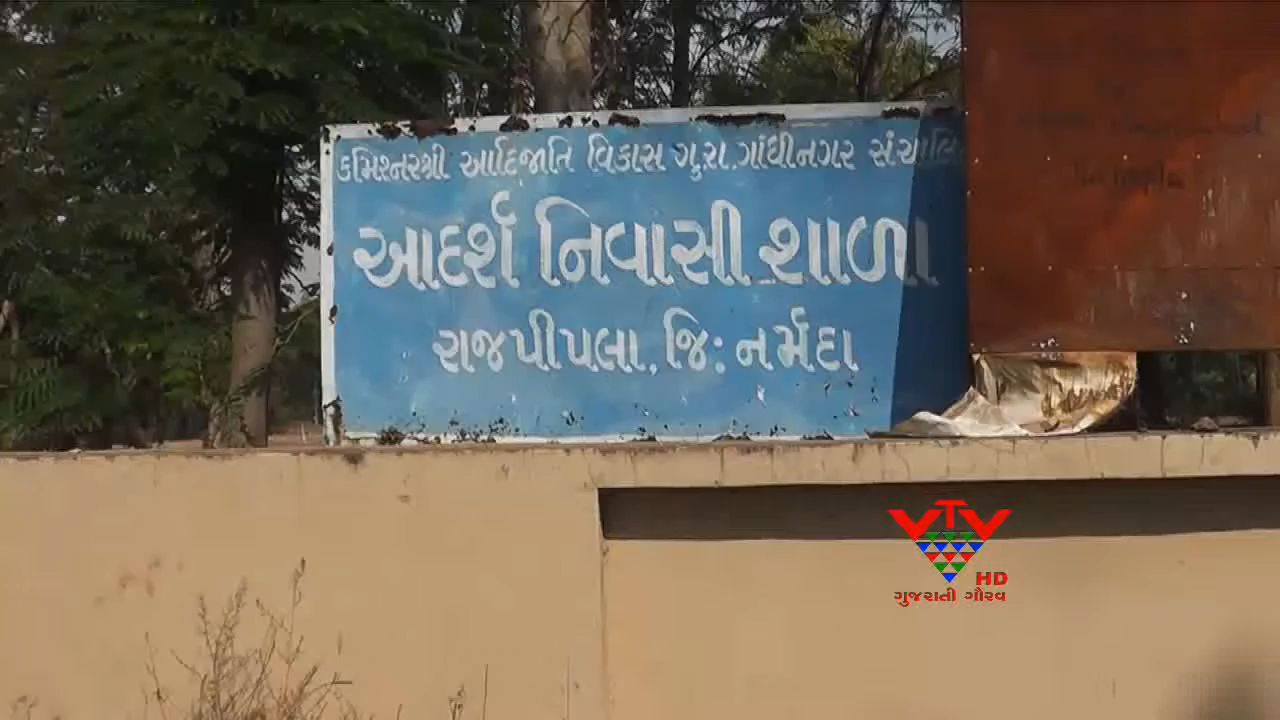 કમિશ્નરશ્રી આદિજાતિ વિકાસ ગુ.રા. ગાંધીનગર
આદર્શ નિવાસી શાળા
રાજપીપલા, જિ: નર્મદા
VTV
HD
ગુજરાતી ગૌરવ